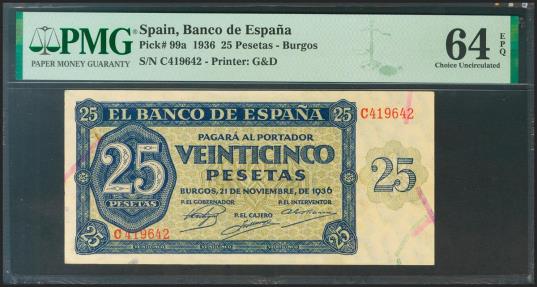 PMG
PAPER MONEY GUARANTY
Spain, Banco de España
Pick# 99a 1936 25 Pesetas - Burgos
S/N C419642 - Printer: G&D
64 EPQ
Choice Uncirculated
25 EL BANCO DE ESPAÑA 25
C419642
PAGARÁ AL PORTADOR
25
PESETAS
VEINTICINCO
PESETAS
25
BURGOS, 21 DE NOVIEMBRE, DE 1936
P.EL GOBERNADOR
P.EL CAJERO
P.EL INTERVENTOR
C419642
25
VEINTICINCO
25